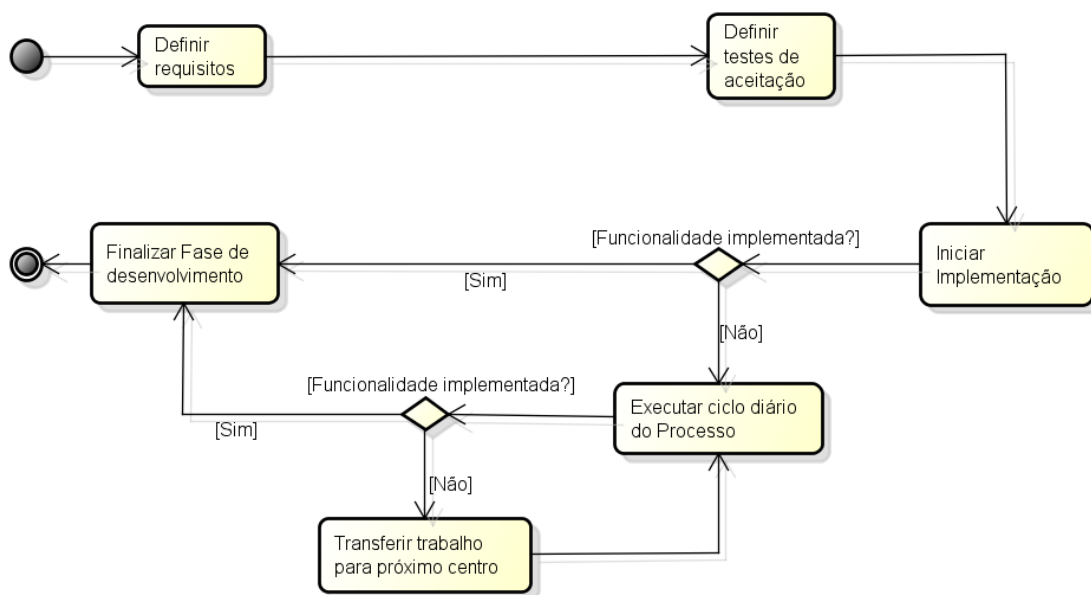 Definir
requisitos
Definir
testes de
aceitação
Iniciar
Implementação
[Funcionalidade implementada?]
[Sim]
[Não]
Finalizar Fase de
desenvolvimento
Executar ciclo diário
do Processo
[Funcionalidade implementada?]
[Sim]
[Não]
Transferir trabalho
para próximo centro